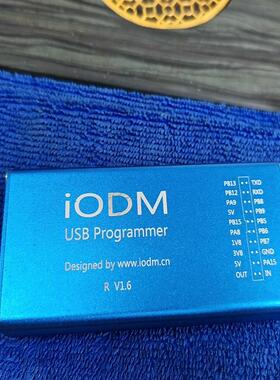 iODM
USB Programmer
Designed by www.iodm.cn
R V1.6
PB13 TXD
PB12 RXD
PA9 PB8
5V PB9
PB15 PB5
PA8 PB6
1V8 PB7
3V8 GND
5V PA15
OUT IN